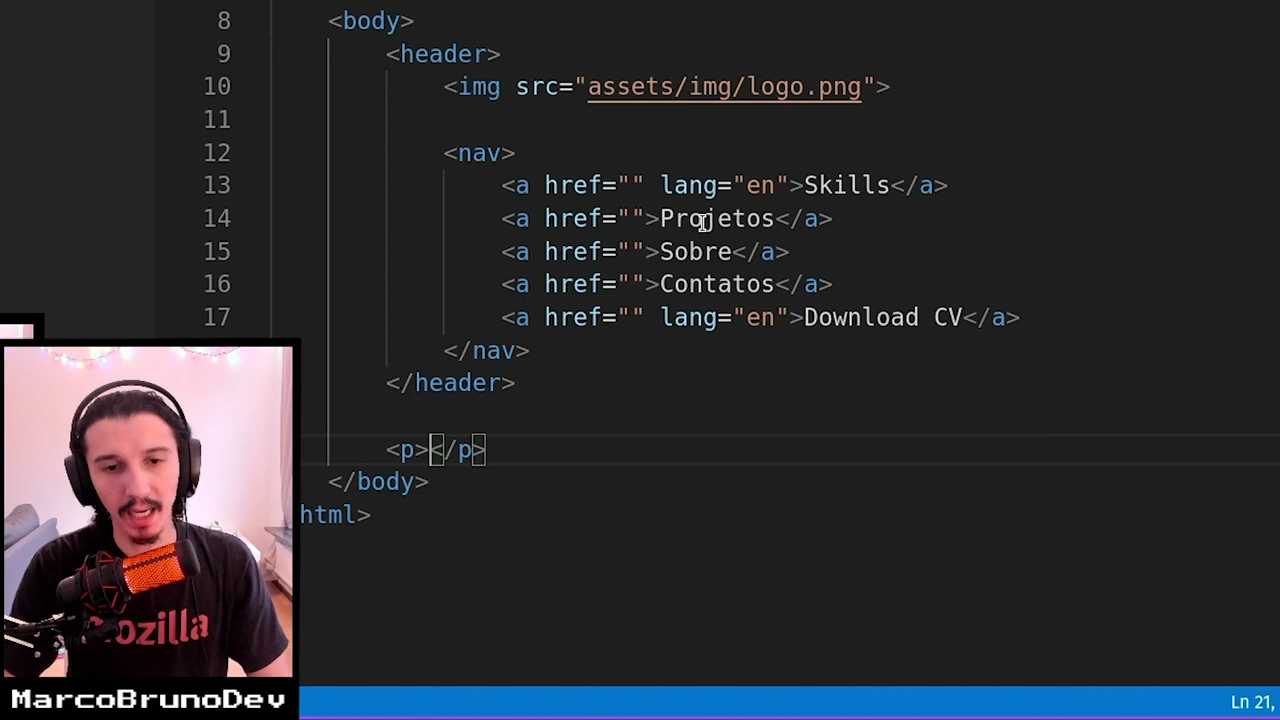 8 <body>
9 <header>
10 <img src="assets/img/logo.png">
11
12 <nav>
13 <a href="" lang="en">Skills</a>
14 <a href="">Projetos</a>
15 <a href="">Sobre</a>
16 <a href="">Contatos</a>
17 <a href="" lang="en">Download CV</a>
</nav>
</header>
<p></p>
</body>
html>
mozilla
MarcoBrunoDev
Ln 21,